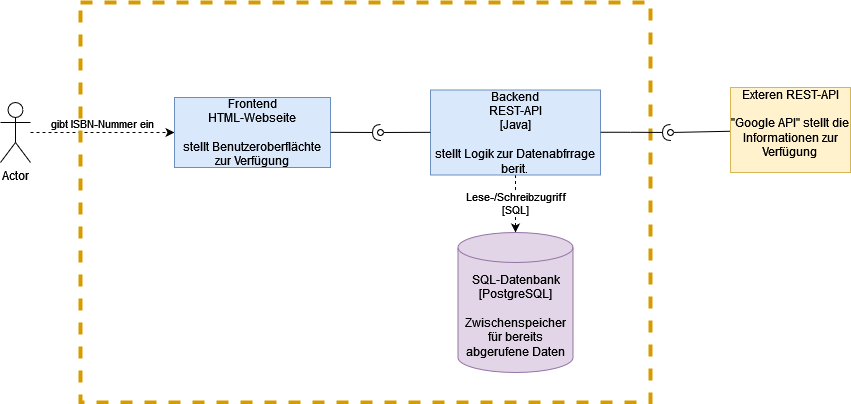 Actor
gibt ISBN-Nummer ein
Frontend
HTML-Webseite
stellt Benutzeroberflächte
zur Verfügung
Backend
REST-API
[Java]
stellt Logik zur Datenabfrrage
berit.
Exteren REST-API
"Google API" stellt die
Informationen zur
Verfügung
Lese-/Schreibzugriff
[SQL]
SQL-Datenbank
[PostgreSQL]
Zwischenspeicher
für bereits
abgerufene Daten